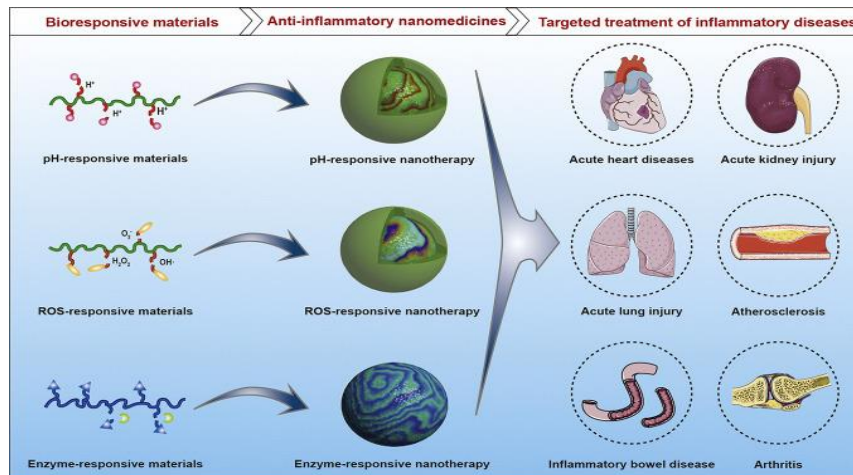 Bioresponsive materials
Anti-inflammatory nanomedicines
Targeted treatment of inflammatory diseases
H⁺
H⁺
H⁺
pH-responsive materials
pH-responsive nanotherapy
Acute heart diseases
Acute kidney injury
O₂⁻
H₂O₂
OH·
ROS-responsive materials
ROS-responsive nanotherapy
Acute lung injury
Atherosclerosis
Enzyme-responsive materials
Enzyme-responsive nanotherapy
Inflammatory bowel disease
Arthritis